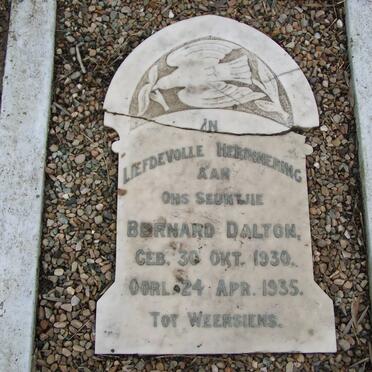 IN
LIEFDEVOLLE HERINNERING
AAN
ONS SEUNTJIE
BERNARD DALTON,
GEB. 30 OKT. 1930.
OORL. 24 APR. 1935.
TOT WEERSIENS.